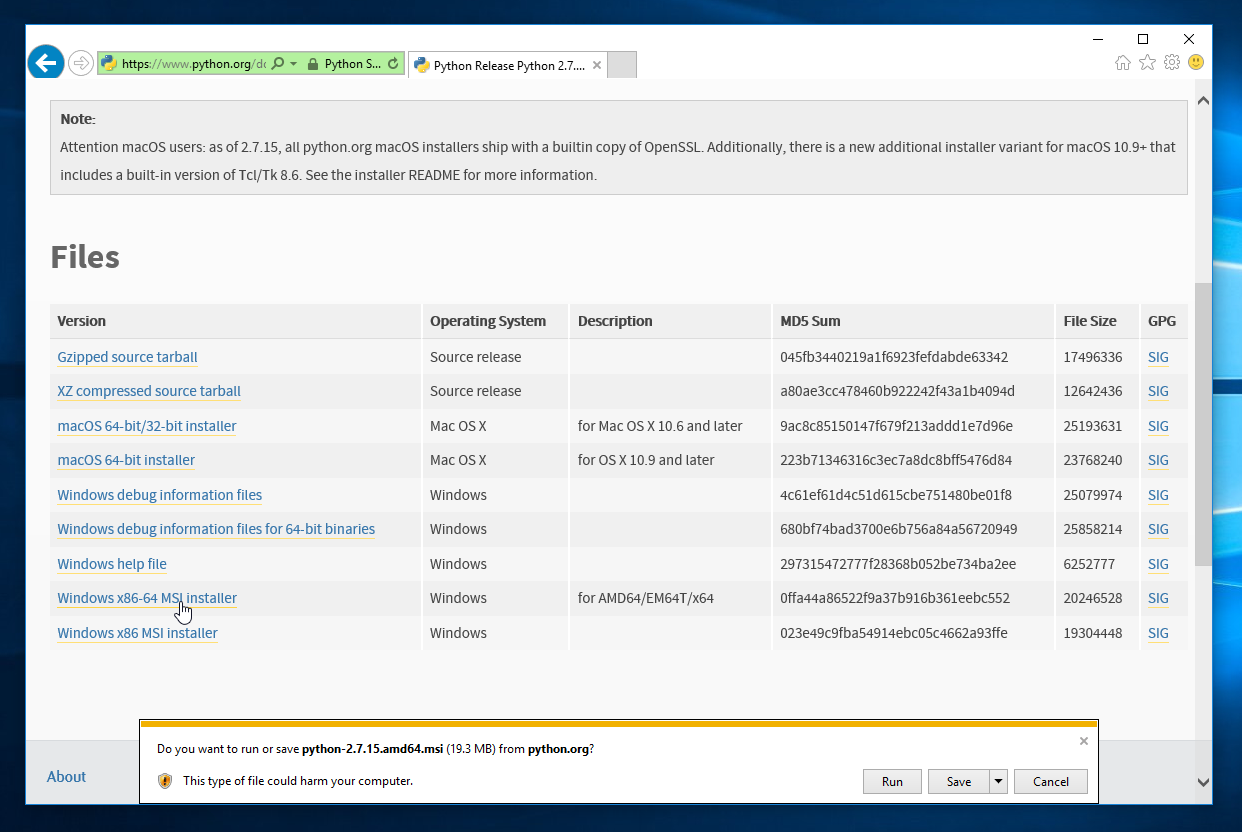 https://www.python.org/do Python S...
Python Release Python 2.7....
Note:
Attention macOS users: as of 2.7.15, all python.org macOS installers ship with a builtin copy of OpenSSL. Additionally, there is a new additional installer variant for macOS 10.9+ that
includes a built-in version of Tcl/Tk 8.6. See the installer README for more information.
Files
Version Operating System Description MD5 Sum File Size GPG
Gzipped source tarball Source release 045fb3440219a1f6923fefdabde63342 17496336 SIG
XZ compressed source tarball Source release a80ae3cc478460b922242f43a1b4094d 12642436 SIG
macOS 64-bit/32-bit installer Mac OS X for Mac OS X 10.6 and later 9ac8c85150147f679f213addd1e7d96e 25193631 SIG
macOS 64-bit installer Mac OS X for OS X 10.9 and later 223b71346316c3ec7a8dc8bff5476d84 23768240 SIG
Windows debug information files Windows 4c61ef61d4c51d615cbe751480be01f8 25079974 SIG
Windows debug information files for 64-bit binaries Windows 680bf74bad3700e6b756a84a56720949 25858214 SIG
Windows help file Windows 297315472777f28368b052be734ba2ee 6252777 SIG
Windows x86-64 MSI installer Windows for AMD64/EM64T/x64 0ffa44a86522f9a37b916b361eebc552 20246528 SIG
Windows x86 MSI installer Windows 023e49c9fba54914ebc05c4662a93ffe 19304448 SIG
Do you want to run or save python-2.7.15.amd64.msi (19.3 MB) from python.org?
This type of file could harm your computer.
Run Save Cancel
About